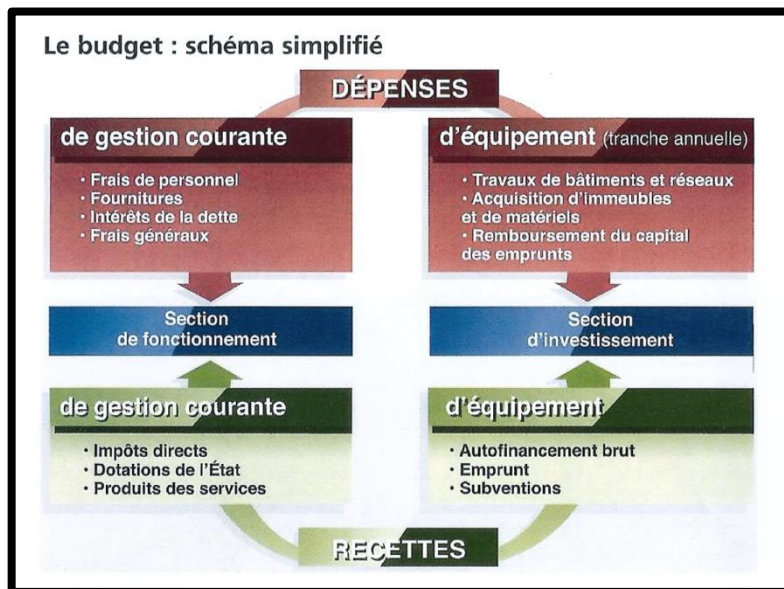 Le budget : schéma simplifié
DÉPENSES
de gestion courante
• Frais de personnel
• Fournitures
• Intérêts de la dette
• Frais généraux
d'équipement (tranche annuelle)
• Travaux de bâtiments et réseaux
• Acquisition d'immeubles
et de matériels
• Remboursement du capital
des emprunts
Section
de fonctionnement
Section
d'investissement
de gestion courante
• Impôts directs
• Dotations de l'État
• Produits des services
d'équipement
• Autofinancement brut
• Emprunt
• Subventions
RECETTES